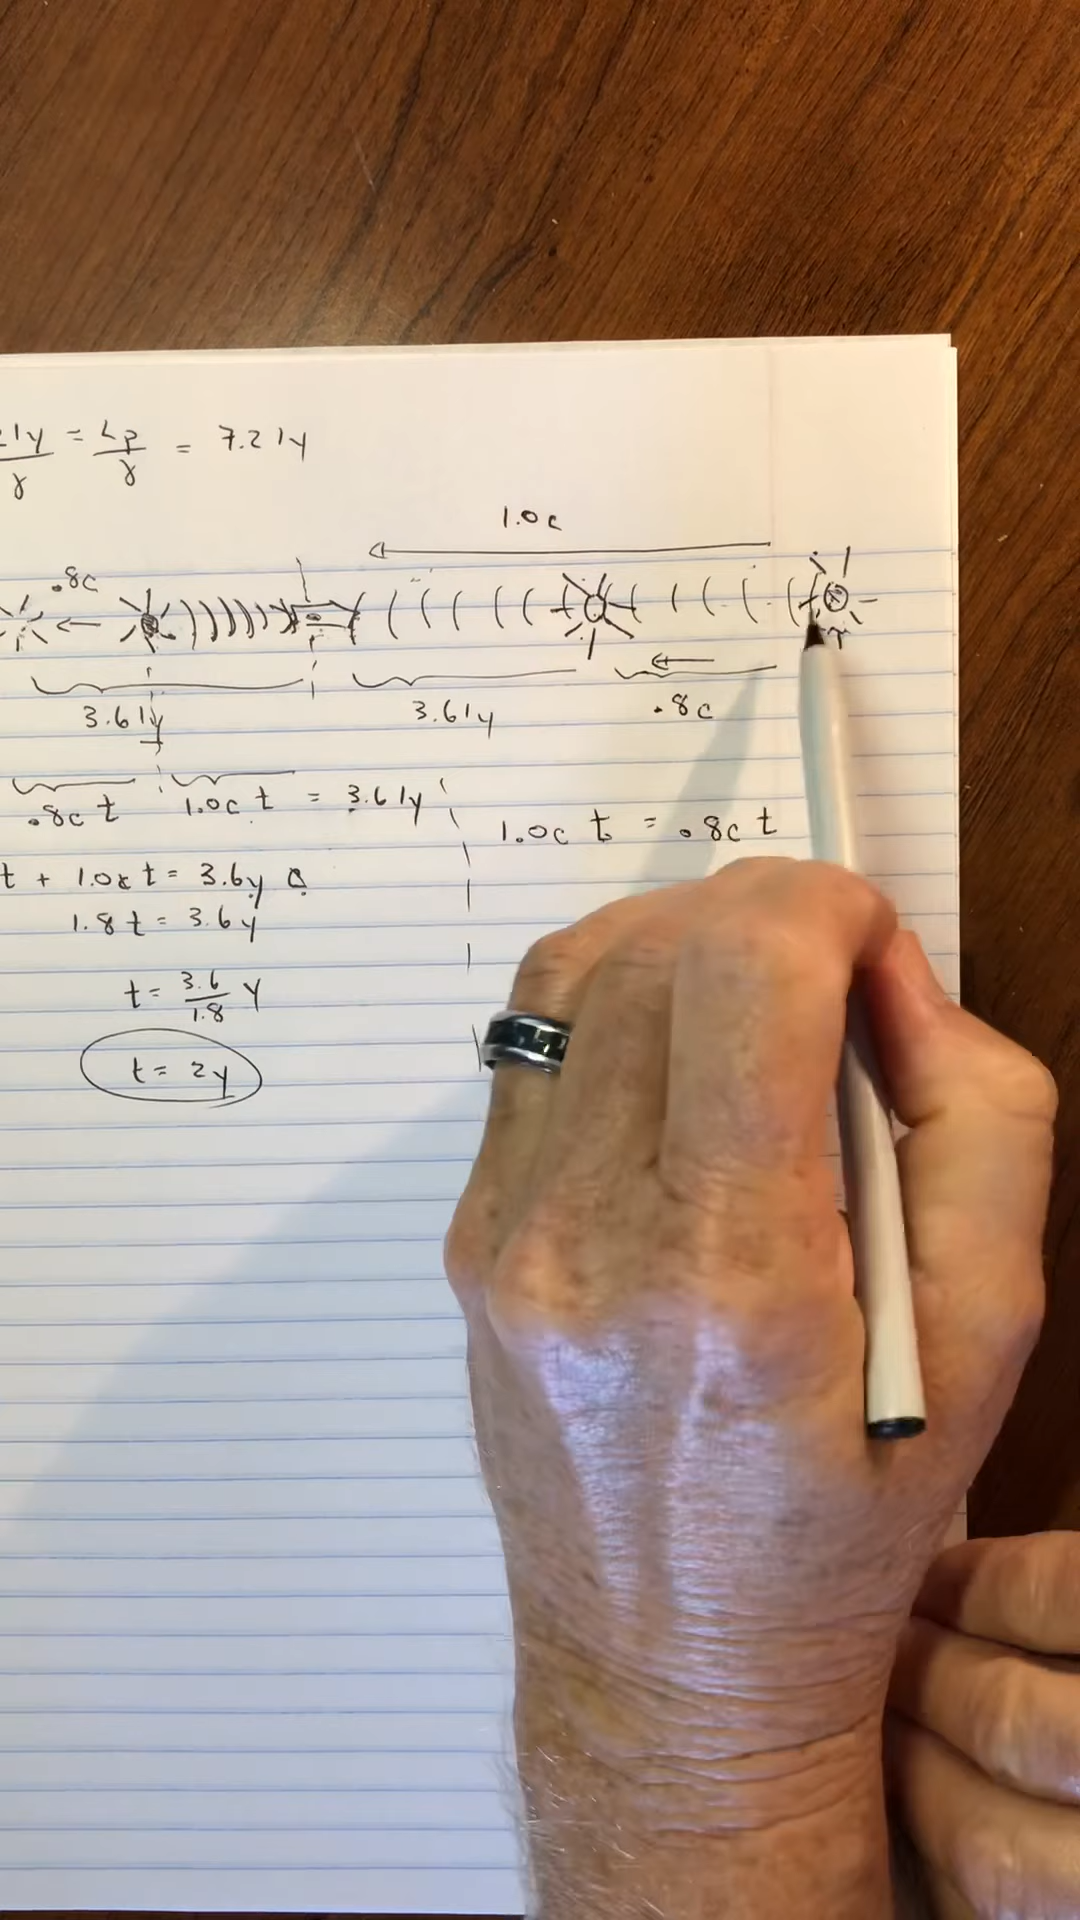 1y/γ = Lp/γ = 7.2 ly
1.0c
.8c
3.6 ly 3.6 ly .8c
.8c t 1.0c t = 3.6 ly
1.0c t = .8c t
t + 1.0c t = 3.6y
1.8 t = 3.6 y
t = 3.6/1.8 y
t = 2y